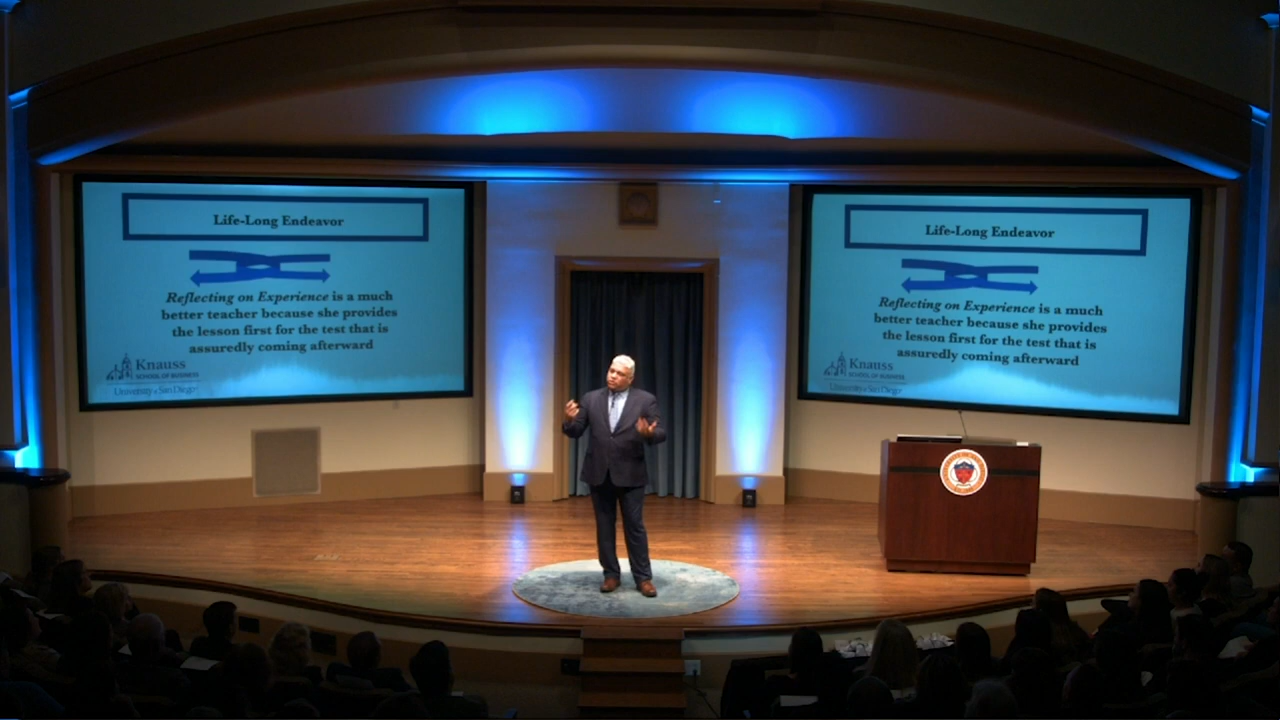 Life-Long Endeavor
Reflecting on Experience is a much
better teacher because she provides
the lesson first for the test that is
assuredly coming afterward
Knauss
SCHOOL OF BUSINESS
University of San Diego
Life-Long Endeavor
Reflecting on Experience is a much
better teacher because she provides
the lesson first for the test that is
assuredly coming afterward
Knauss
SCHOOL OF BUSINESS
University of San Diego